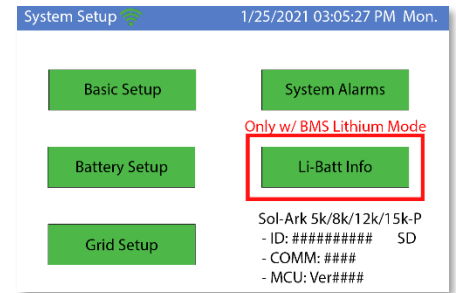 System Setup 1/25/2021 03:05:27 PM Mon.
Basic Setup System Alarms
Only w/ BMS Lithium Mode
Battery Setup Li-Batt Info
Grid Setup
Sol-Ark 5k/8k/12k/15k-P
- ID: ########## SD
- COMM: ####
- MCU: Ver####